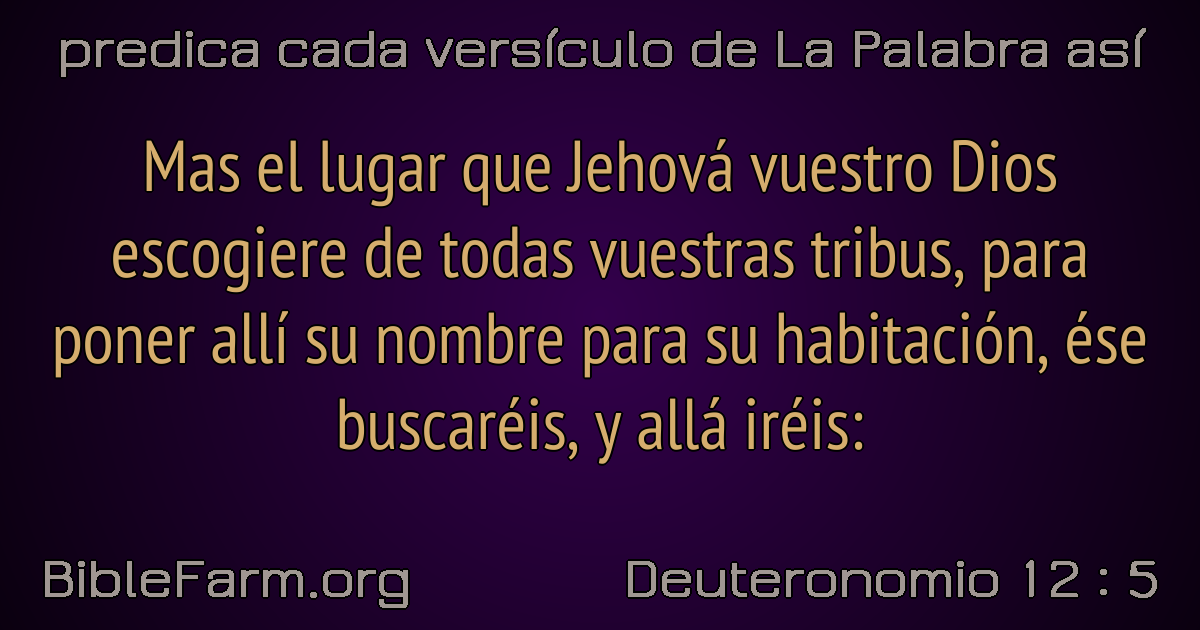 predica cada versículo de La Palabra así
Mas el lugar que Jehová vuestro Dios
escogiere de todas vuestras tribus, para
poner allí su nombre para su habitación, ése
buscaréis, y allá iréis:
BibleFarm.org
Deuteronomio 12 : 5